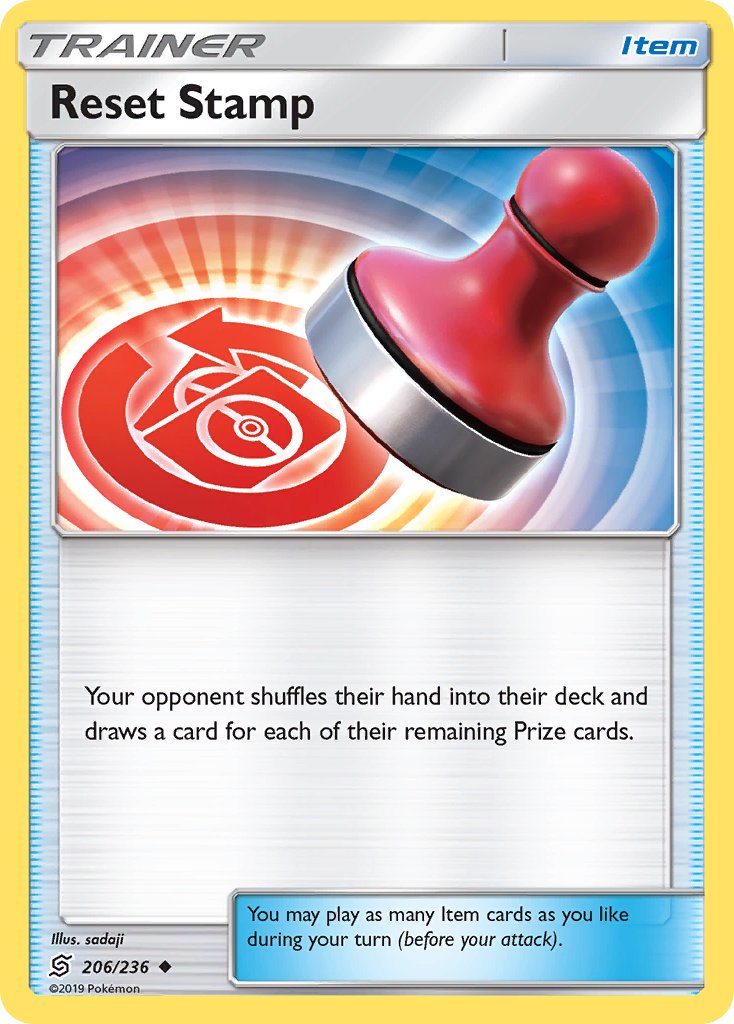 TRAINER
Item
Reset Stamp
Your opponent shuffles their hand into their deck and
draws a card for each of their remaining Prize cards.
You may play as many Item cards as you like
during your turn (before your attack).
Illus. sadaji
206/236
©2019 Pokémon